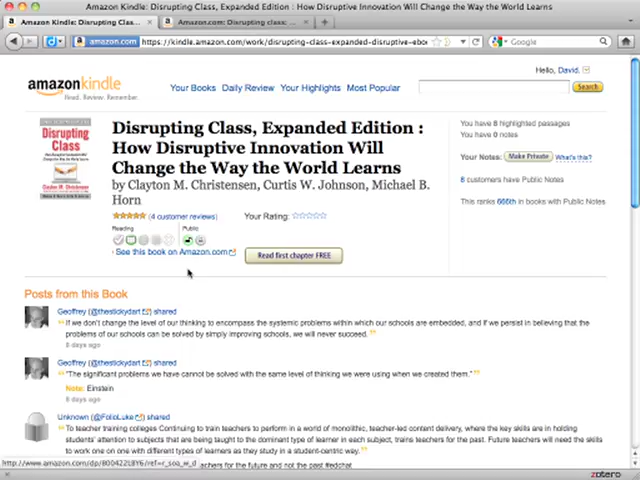 Amazon Kindle: Disrupting Class, Expanded Edition : How Disruptive Innovation Will Change the Way the World Learns
Amazon Kindle: Disrupting Clas...
Amazon.com: Disrupting class: ...
amazon.com
https://kindle.amazon.com/work/disrupting-class-expanded-disruptive-ebo
Google
Hello, David.
amazonkindle
Read. Review. Remember.
Your Books Daily Review Your Highlights Most Popular
Search
Disrupting Class
Disrupting Class, Expanded Edition :
How Disruptive Innovation Will
Change the Way the World Learns
by Clayton M. Christensen, Curtis W. Johnson, Michael B.
Horn
(4 customer reviews)
Your Rating:
Reading
Public
See this book on Amazon.com
Read first chapter FREE
You have 8 highlighted passages
You have 0 notes
Your Notes: Make Private What's this?
8 customers have Public Notes
This ranks 666th in books with Public Notes
Posts from this Book
Geoffrey (@thestickydart) shared
If we don't change the level of our thinking to encompass the systemic problems within which our schools are embedded, and if we persist in believing that the
problems of our schools can be solved by simply improving schools, we will never succeed.
8 days ago
Geoffrey (@thestickydart) shared
"The significant problems we have cannot be solved with the same level of thinking we were using when we created them."
Note: Einstein
8 days ago
Unknown (@FolioLuke) shared
To teacher training colleges Continuing to train teachers to perform in a world of monolithic, teacher-led content delivery, where the key skills are in holding
students' attention to subjects that are being taught to the dominant type of learner in each subject, trains teachers for the past. Future teachers will need the skills
to work one on one with different types of learners as they study in a student-centric way.
achers for the future and not the past #edchat
zotero